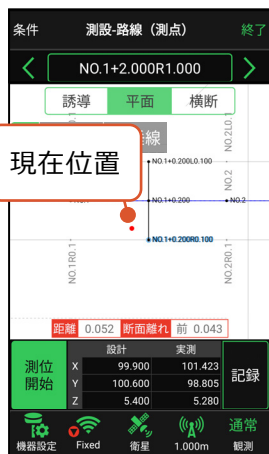 条件 測設-路線（測点） 終了
NO.1+2.000R1.000
誘導 平面 横断
線
現在位置
NO.2L0.1
NO.1+0.200L0.100
NO.2
NO.1+0.200
NO.2
NO.1+0.200R0.100
NO.1R0.1
NO.2R0.1
距離 0.052 断面離れ 前 0.043
設計 実測
測位開始
X 99.900 101.423
Y 100.600 98.805
Z 5.400 5.280
記録
機器設定 Fixed 衛星 1.000m 通常
観測